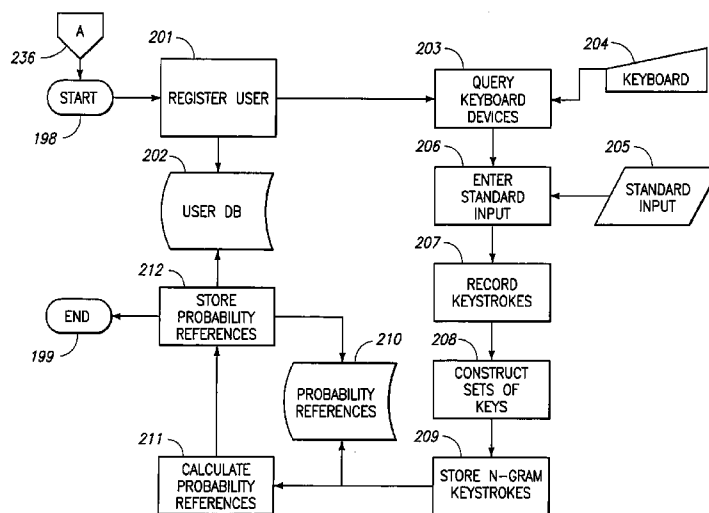 A
236
START
198
201
REGISTER USER
203
QUERY
KEYBOARD
DEVICES
204
KEYBOARD
202
USER DB
206
ENTER
STANDARD
INPUT
205
STANDARD
INPUT
207
RECORD
KEYSTROKES
212
STORE
PROBABILITY
REFERENCES
END
199
210
PROBABILITY
REFERENCES
208
CONSTRUCT
SETS OF
KEYS
211
CALCULATE
PROBABILITY
REFERENCES
209
STORE N-GRAM
KEYSTROKES